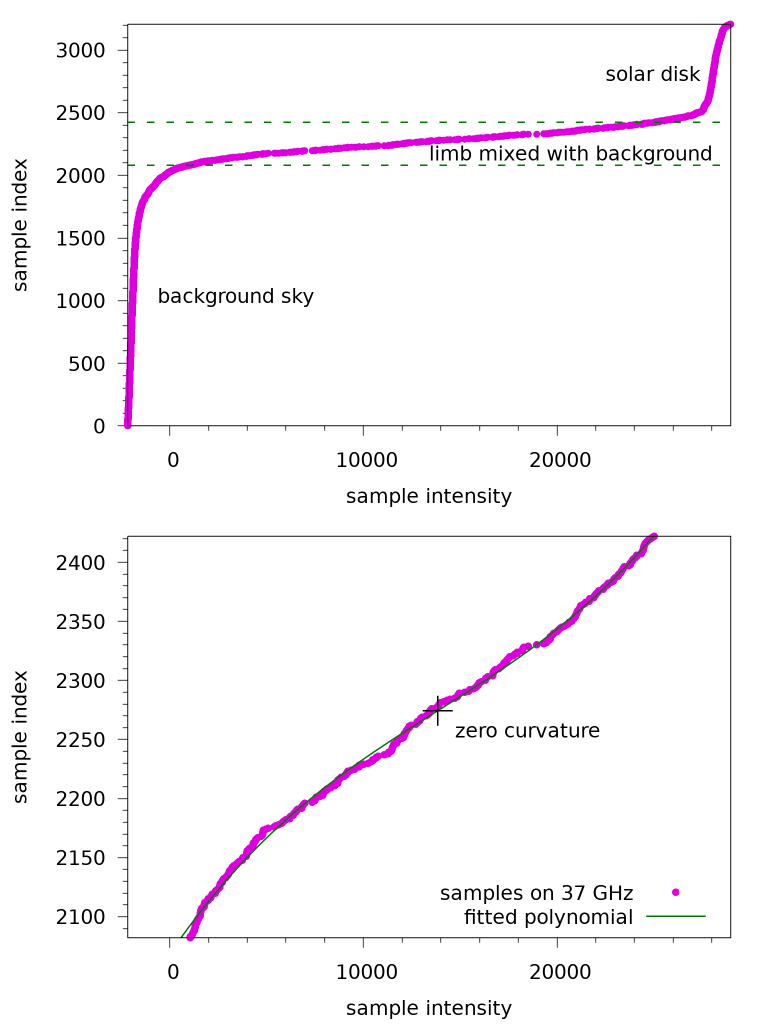 3000
solar disk
2500
limb mixed with background
2000
1500
background sky
1000
500
0
sample index
0 10000 20000
sample intensity
2400
2350
2300
zero curvature
2250
2200
2150
samples on 37 GHz
2100
fitted polynomial
sample index
0 10000 20000
sample intensity